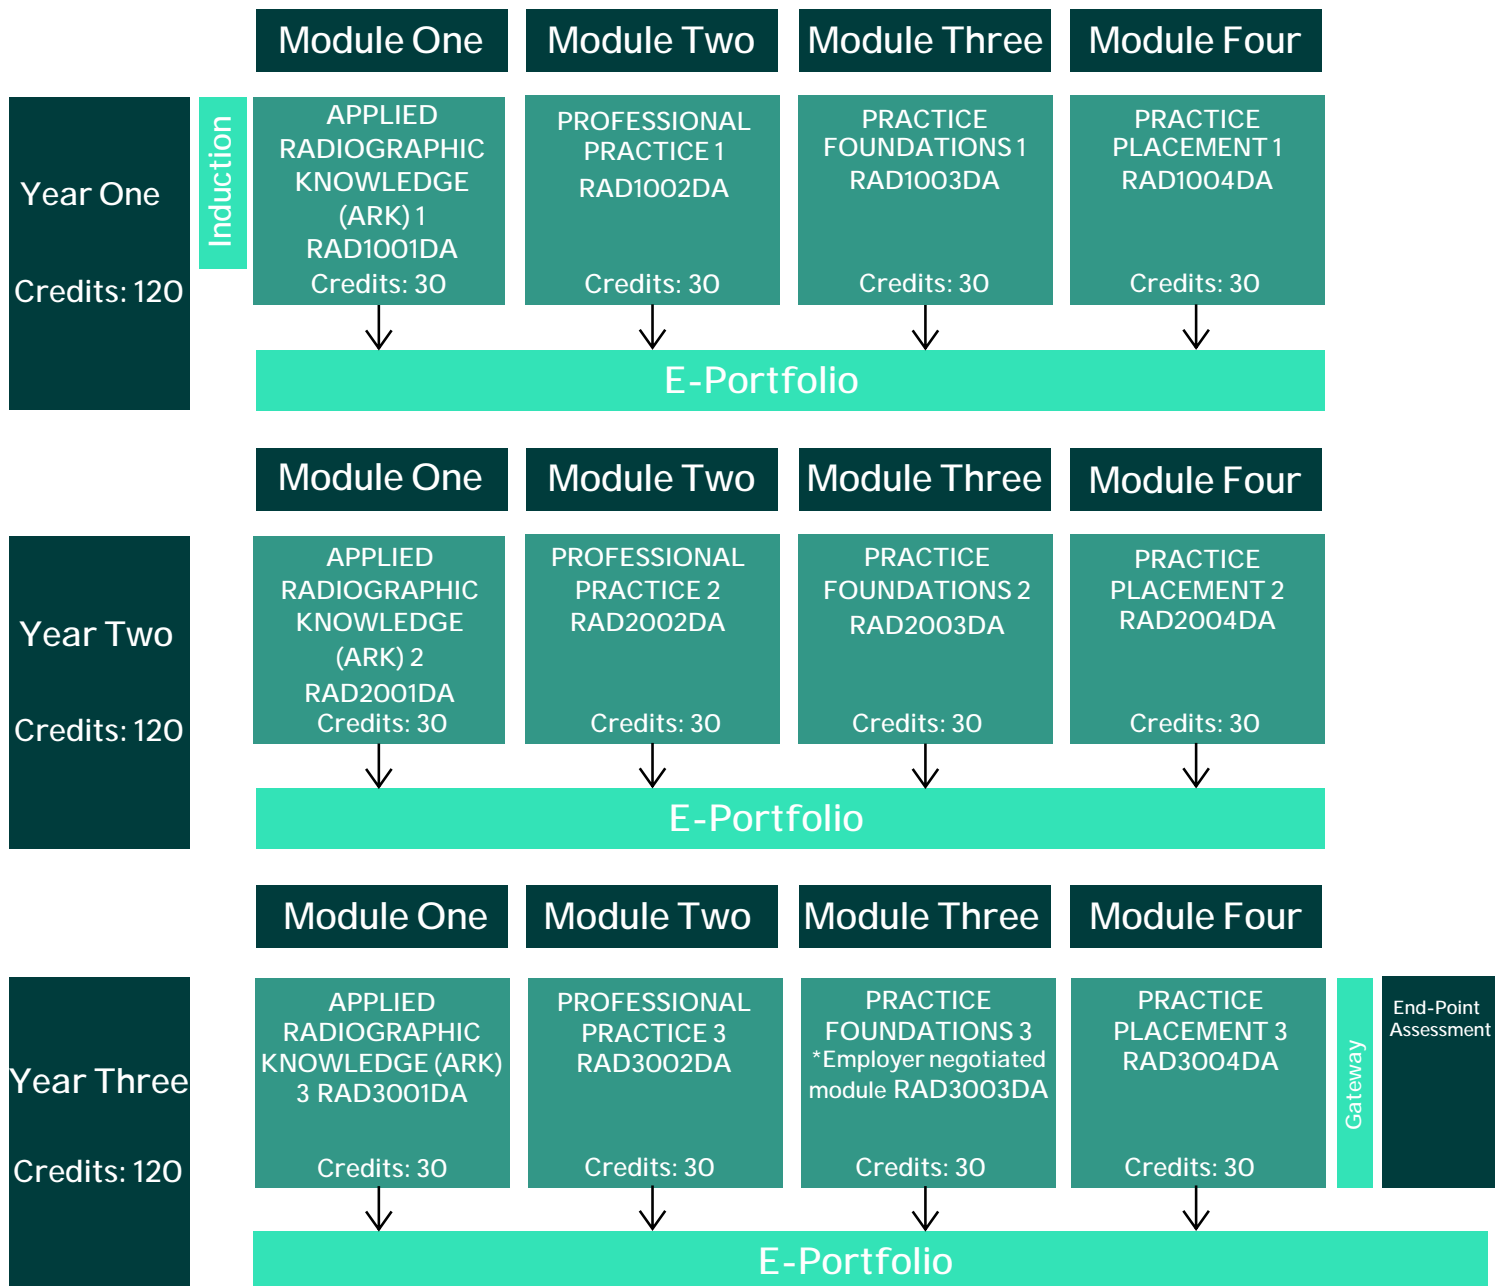 Module One
Module Two
Module Three
Module Four
Year One
Credits: 120
Induction
APPLIED
RADIOGRAPHIC
KNOWLEDGE
(ARK) 1
RAD1001DA
Credits: 30
PROFESSIONAL
PRACTICE 1
RAD1002DA
Credits: 30
PRACTICE
FOUNDATIONS 1
RAD1003DA
Credits: 30
PRACTICE
PLACEMENT 1
RAD1004DA
Credits: 30
E-Portfolio
Module One
Module Two
Module Three
Module Four
Year Two
Credits: 120
APPLIED
RADIOGRAPHIC
KNOWLEDGE
(ARK) 2
RAD2001DA
Credits: 30
PROFESSIONAL
PRACTICE 2
RAD2002DA
Credits: 30
PRACTICE
FOUNDATIONS 2
RAD2003DA
Credits: 30
PRACTICE
PLACEMENT 2
RAD2004DA
Credits: 30
E-Portfolio
Module One
Module Two
Module Three
Module Four
Year Three
Credits: 120
APPLIED
RADIOGRAPHIC
KNOWLEDGE (ARK)
3 RAD3001DA
Credits: 30
PROFESSIONAL
PRACTICE 3
RAD3002DA
Credits: 30
PRACTICE
FOUNDATIONS 3
*Employer negotiated
module RAD3003DA
Credits: 30
PRACTICE
PLACEMENT 3
RAD3004DA
Credits: 30
Gateway
End-Point
Assessment
E-Portfolio